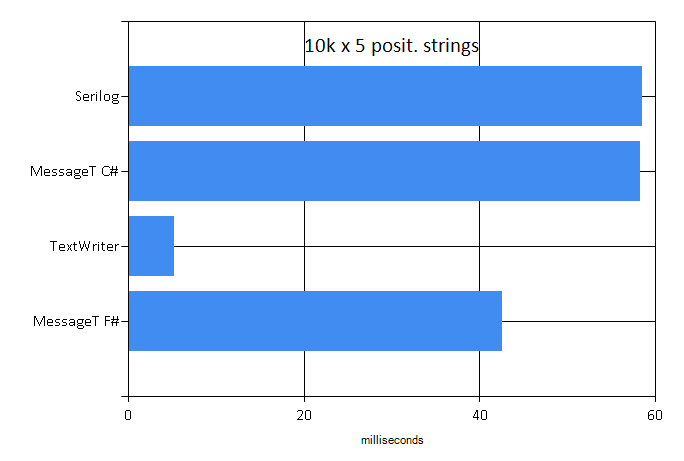 10k x 5 posit. strings
Serilog
MessageT C#
TextWriter
MessageT F#
0 20 40 60
milliseconds